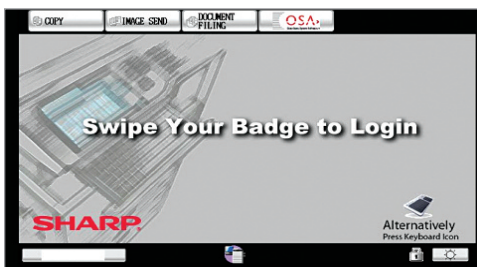 COPY
IMAGE SEND
DOCUMENT
FILING
OSA
Swipe Your Badge to Login
SHARP
Alternatively
Press Keyboard Icon